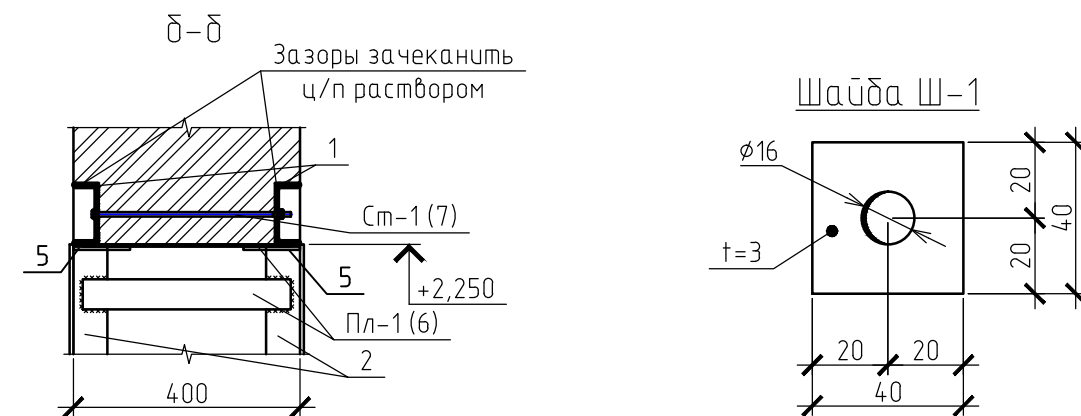 б-б
Зазоры зачеканить
ц/п раствором
1
Ст-1 (7)
5
5
+2,250
Пл-1 (6)
2
400
Шайба Ш-1
⌀16
t=3
20
20
40
20
20
40